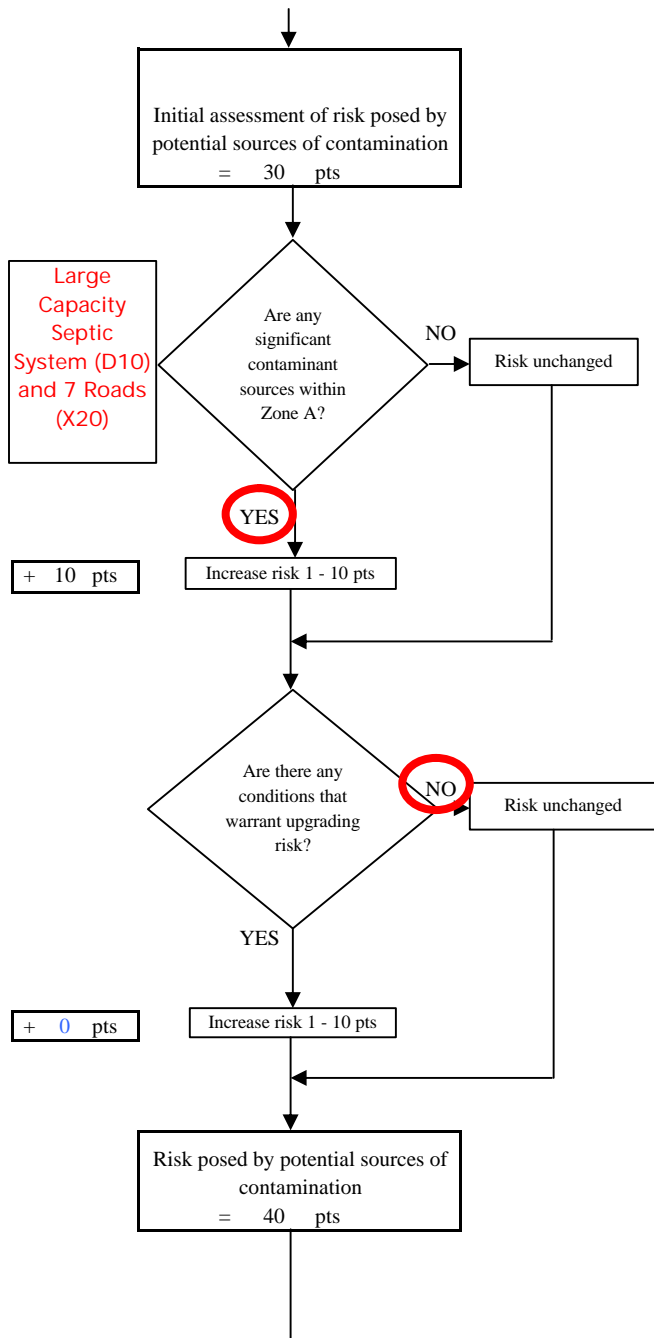 Initial assessment of risk posed by
potential sources of contamination
= 30 pts
Large
Capacity
Septic
System (D10)
and 7 Roads
(X20)
Are any
significant
contaminant
sources within
Zone A?
NO
Risk unchanged
YES
+ 10 pts
Increase risk 1 - 10 pts
Are there any
conditions that
warrant upgrading
risk?
NO
Risk unchanged
YES
+ 0 pts
Increase risk 1 - 10 pts
Risk posed by potential sources of
contamination
= 40 pts